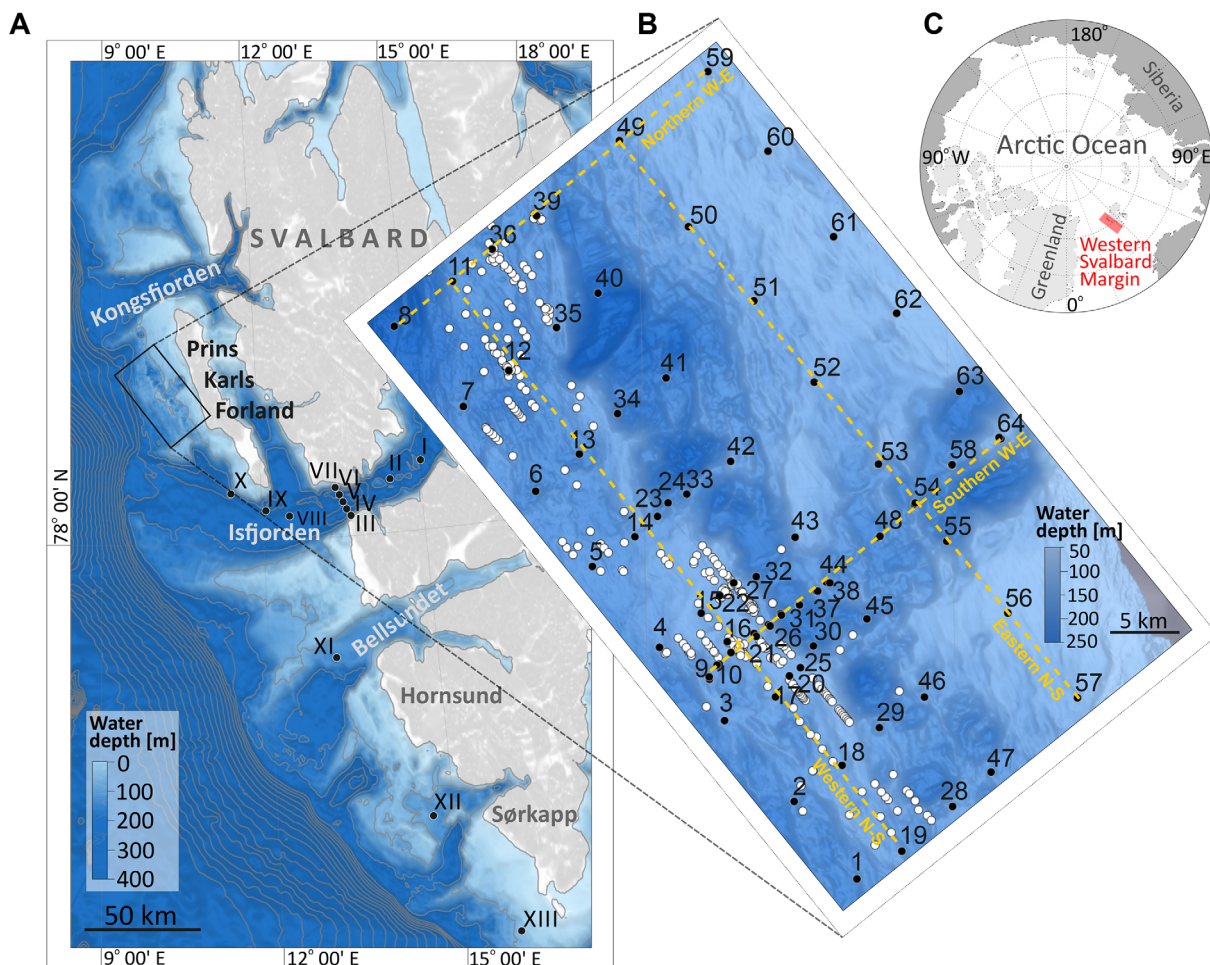 A
9° 00' E
12° 00' E
15° 00' E
18° 00' E
SVALBARD
Kongsfjorden
Prins
Karls
Forland
I
II
VII
VI
V
IV
III
X
IX
VIII
Isfjorden
78° 00' N
Bellsundet
XI
Hornsund
XII
Sørkapp
XIII
Water
depth [m]
0
100
200
300
400
50 km
9° 00' E
12° 00' E
15° 00' E
B
59
Northern W-E
49
60
39
50
61
36
11
40
51
62
8
35
12
41
52
63
7
34
64
13
42
53
58
Southern W-E
6
24
33
54
23
14
43
48
55
5
32
44
27
38
56
15
22
37
45
31
4
16
26
30
21
25
57
9
10
20
46
Eastern N-S
3
17
29
18
47
2
Western N-S
28
19
1
Water
depth [m]
50
100
150
200
250
5 km
C
180°
Siberia
Arctic Ocean
90° W
90° E
Greenland
Western
Svalbard
Margin
0°